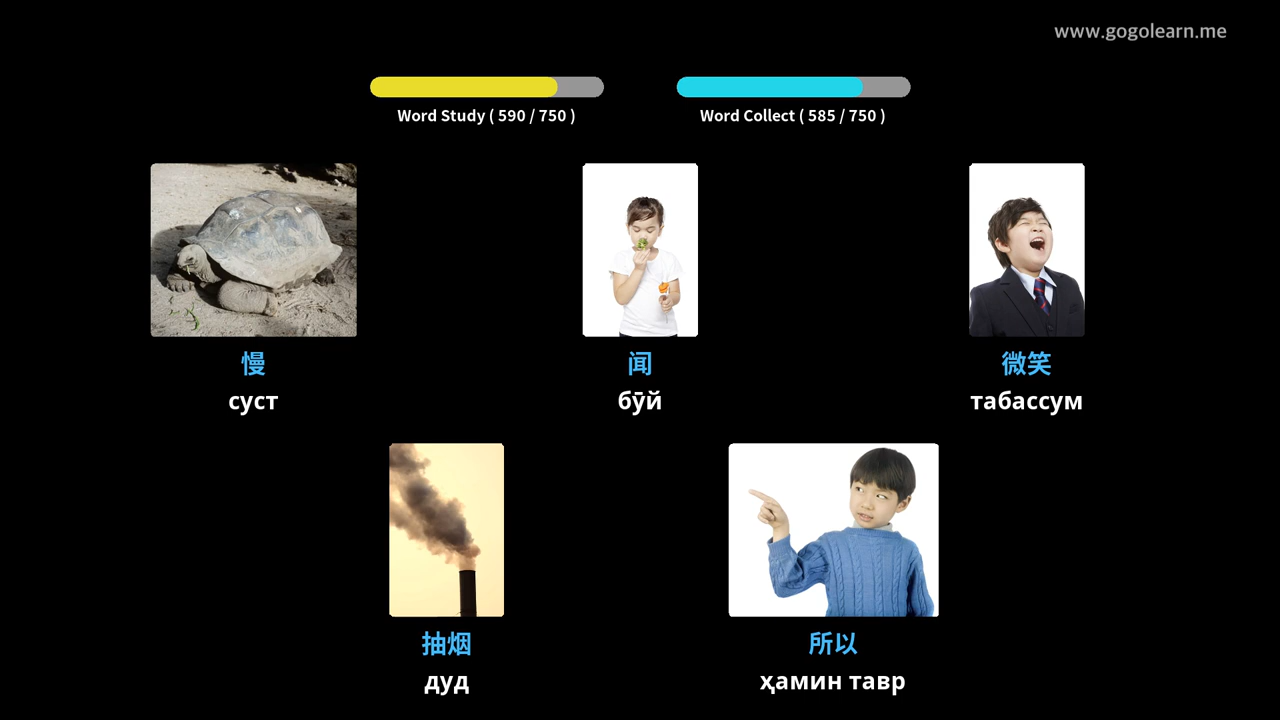 www.gogolearn.me
Word Study ( 590 / 750 )
Word Collect ( 585 / 750 )
慢
суст
闻
бӯй
微笑
табассум
抽烟
дуд
所以
ҳамин тавр